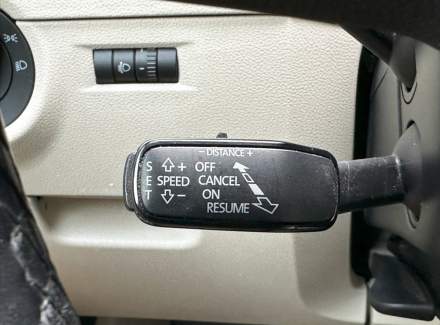 − DISTANCE +
S ⇧ + OFF
E SPEED CANCEL
T ⇩ − ON
RESUME